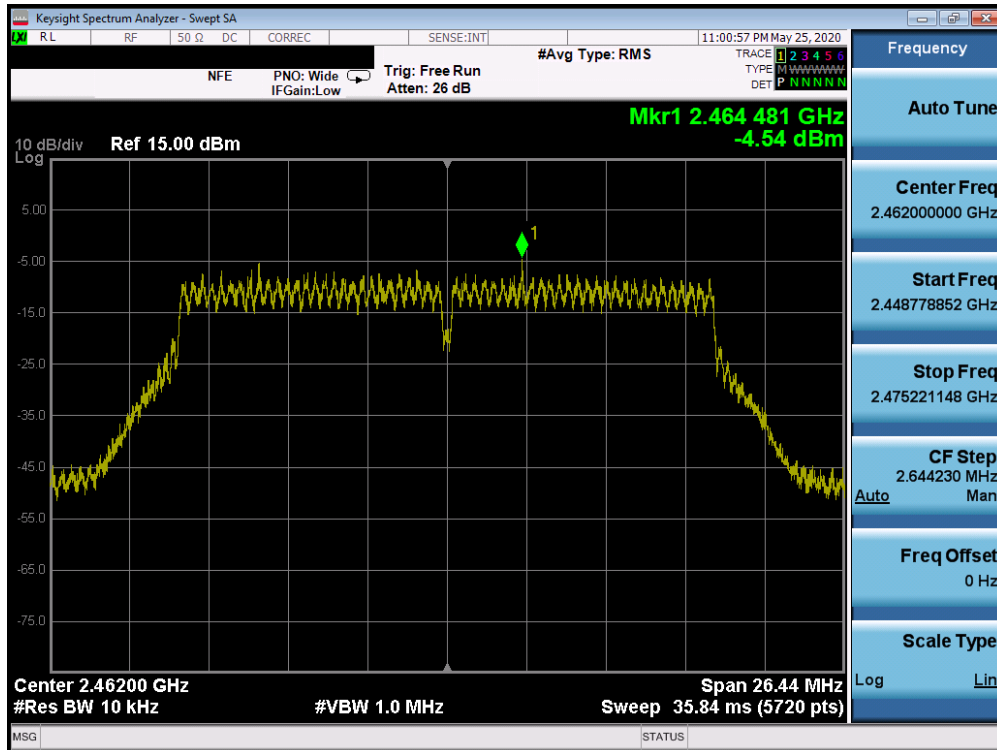 Keysight Spectrum Analyzer - Swept SA
LXI RL RF 50 Ω DC CORREC SENSE:INT 11:00:57 PM May 25, 2020
NFE PNO: Wide Trig: Free Run #Avg Type: RMS TRACE 1 2 3 4 5 6
IFGain:Low Atten: 26 dB TYPE M W W W W W
DET P N N N N N
Mkr1 2.464 481 GHz
-4.54 dBm
10 dB/div Ref 15.00 dBm
Log
5.00
1
-5.00
-15.0
-25.0
-35.0
-45.0
-55.0
-65.0
-75.0
Center 2.46200 GHz Span 26.44 MHz
#Res BW 10 kHz #VBW 1.0 MHz Sweep 35.84 ms (5720 pts)
MSG STATUS
Frequency
Auto Tune
Center Freq
2.462000000 GHz
Start Freq
2.448778852 GHz
Stop Freq
2.475221148 GHz
CF Step
2.644230 MHz
Auto Man
Freq Offset
0 Hz
Scale Type
Log Lin